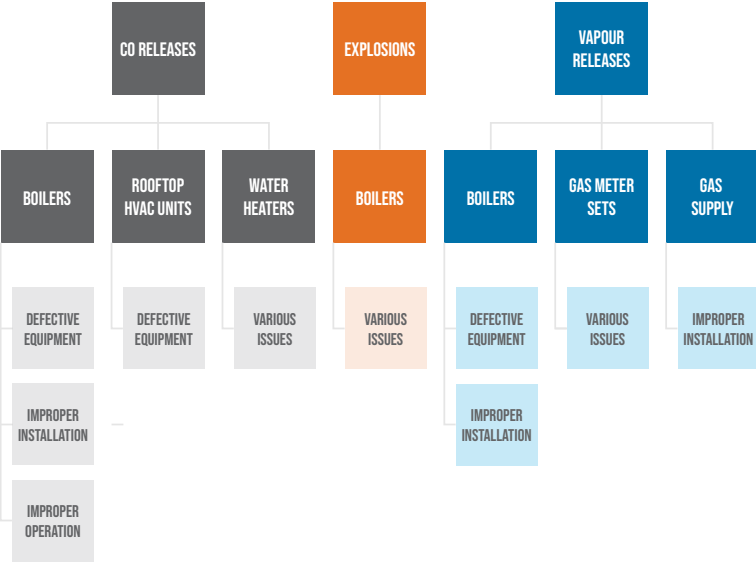 CO RELEASES
EXPLOSIONS
VAPOUR
RELEASES
BOILERS
ROOFTOP
HVAC UNITS
WATER
HEATERS
BOILERS
BOILERS
GAS METER
SETS
GAS
SUPPLY
DEFECTIVE
EQUIPMENT
DEFECTIVE
EQUIPMENT
VARIOUS
ISSUES
VARIOUS
ISSUES
DEFECTIVE
EQUIPMENT
VARIOUS
ISSUES
IMPROPER
INSTALLATION
IMPROPER
INSTALLATION
IMPROPER
INSTALLATION
IMPROPER
OPERATION